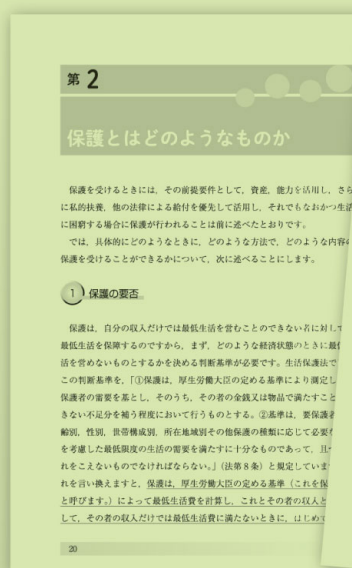 第 2
保護とはどのようなものか
保護を受けるときには，その前提要件として，資産，能力を活用し，さら
に私的扶養，他の法律による給付を優先して活用し，それでもなおかつ生活
に困窮する場合に保護が行われることは前に述べたとおりです。
では，具体的にどのようなときに，どのような方法で，どのような内容の
保護を受けることができるかについて，次に述べることにします。
1 保護の要否
保護は，自分の収入だけでは最低生活を営むことのできない者に対して
最低生活を保障するのですから，まず，どのような経済状態のときに最低
活を営めないものとするかを決める判断基準が必要です。生活保護法で
この判断基準を，「①保護は，厚生労働大臣の定める基準により測定し
保護者の需要を基とし，そのうち，その者の金銭又は物品で満たすこと
きない不足分を補う程度において行うものとする。②基準は，要保護者
齢別，性別，世帯構成別，所在地域別その他保護の種類に応じて必要な
を考慮した最低限度の生活の需要を満たすに十分なものであって，且つ
れをこえないものでなければならない。」（法第8条）と規定していま
れを言い換えますと，保護は，厚生労働大臣の定める基準（これを保
と呼びます。）によって最低生活費を計算し，これとその者の収入と
して，その者の収入だけでは最低生活費に満たないときに，はじめて
20